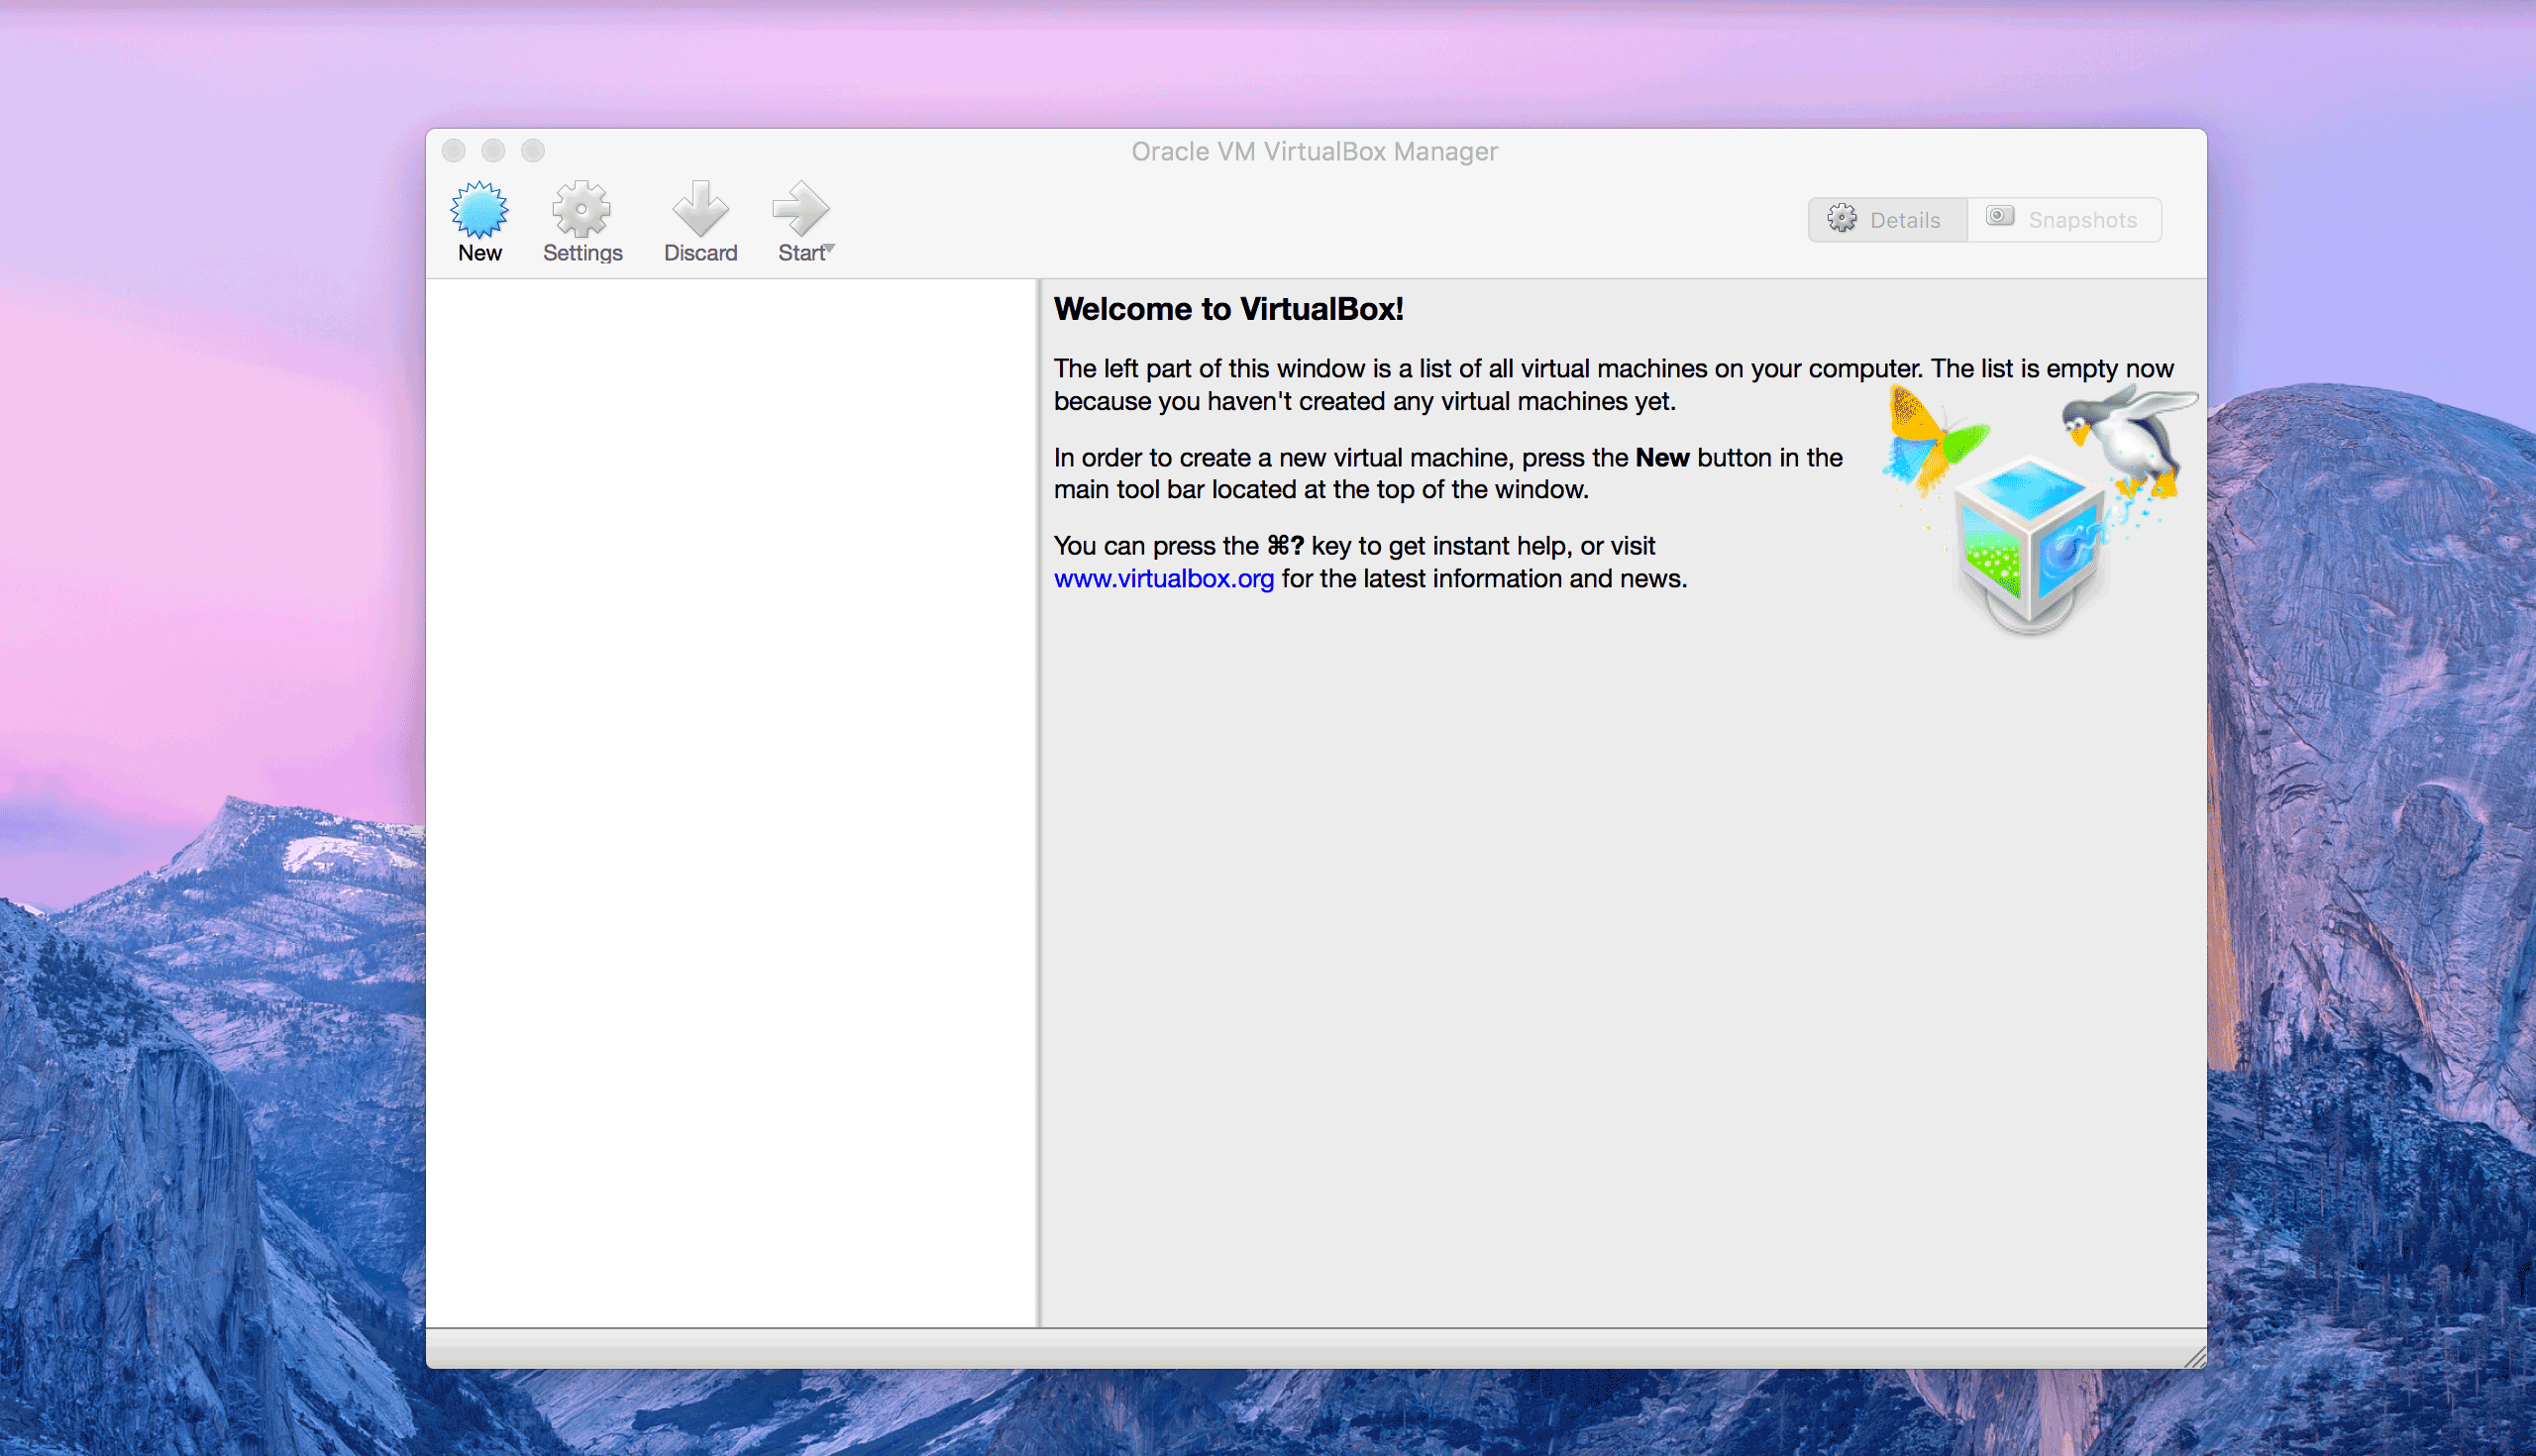 Oracle VM VirtualBox Manager
New Settings Discard Start
Details Snapshots
Welcome to VirtualBox!
The left part of this window is a list of all virtual machines on your computer. The list is empty now
because you haven't created any virtual machines yet.
In order to create a new virtual machine, press the New button in the
main tool bar located at the top of the window.
You can press the ⌘? key to get instant help, or visit
www.virtualbox.org for the latest information and news.